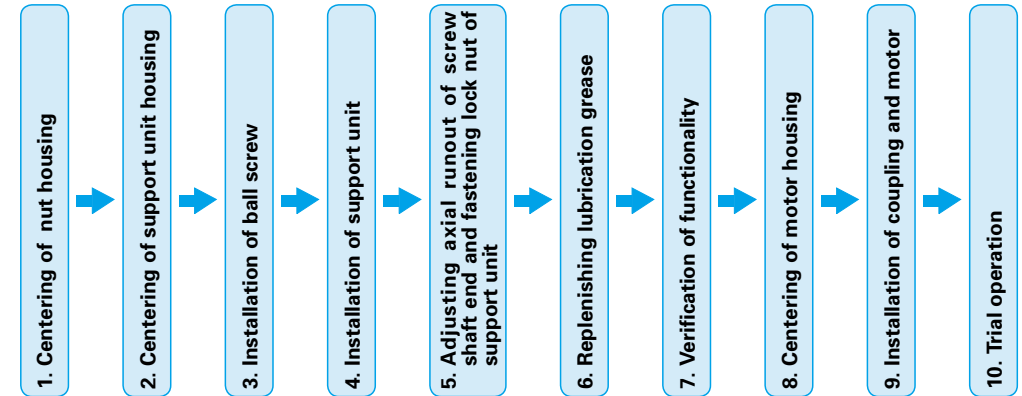 1. Centering of nut housing
2. Centering of support unit housing
3. Installation of ball screw
4. Installation of support unit
5. Adjusting axial runout of screw
shaft end and fastening lock nut of
support unit
6. Replenishing lubrication grease
7. Verification of functionality
8. Centering of motor housing
9. Installation of coupling and motor
10. Trial operation